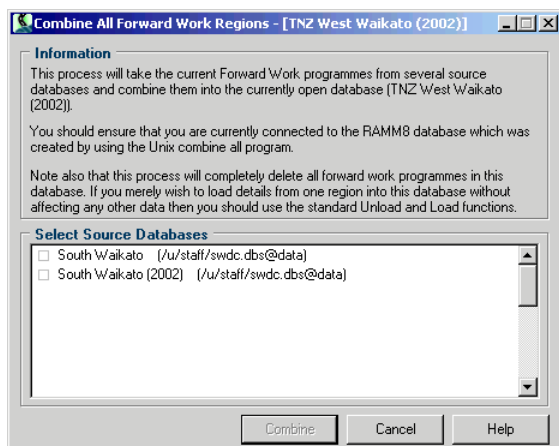 Combine All Forward Work Regions - [TNZ West Waikato (2002)]
Information
This process will take the current Forward Work programmes from several source
databases and combine them into the currently open database (TNZ West Waikato
(2002)).
You should ensure that you are currently connected to the RAMM8 database which was
created by using the Unix combine all program.
Note also that this process will completely delete all forward work programmes in this
database. If you merely wish to load details from one region into this database without
affecting any other data then you should use the standard Unload and Load functions.
Select Source Databases
South Waikato (/u/staff/swdc.dbs@data)
South Waikato (2002) (/u/staff/swdc.dbs@data)
Combine Cancel Help